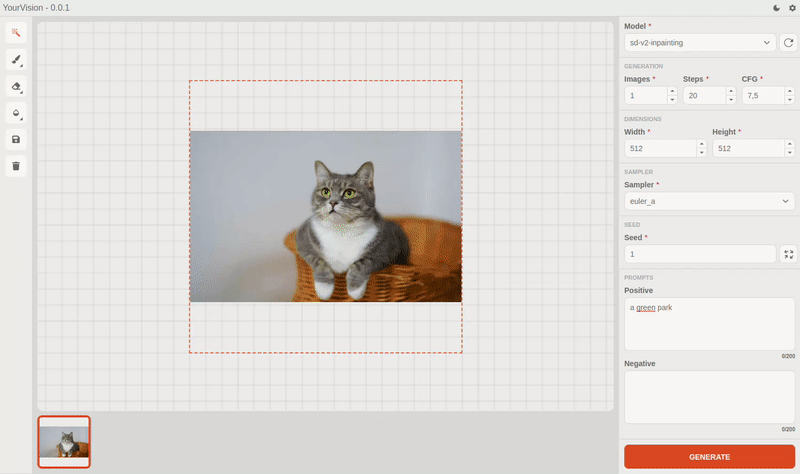 YourVision - 0.0.1
Model *
sd-v2-inpainting
GENERATION
Images * Steps * CFG *
1 20 7,5
DIMENSIONS
Width * Height *
512 512
SAMPLER
Sampler *
euler_a
SEED
Seed *
1
PROMPTS
Positive
a green park
0/200
Negative
0/200
GENERATE